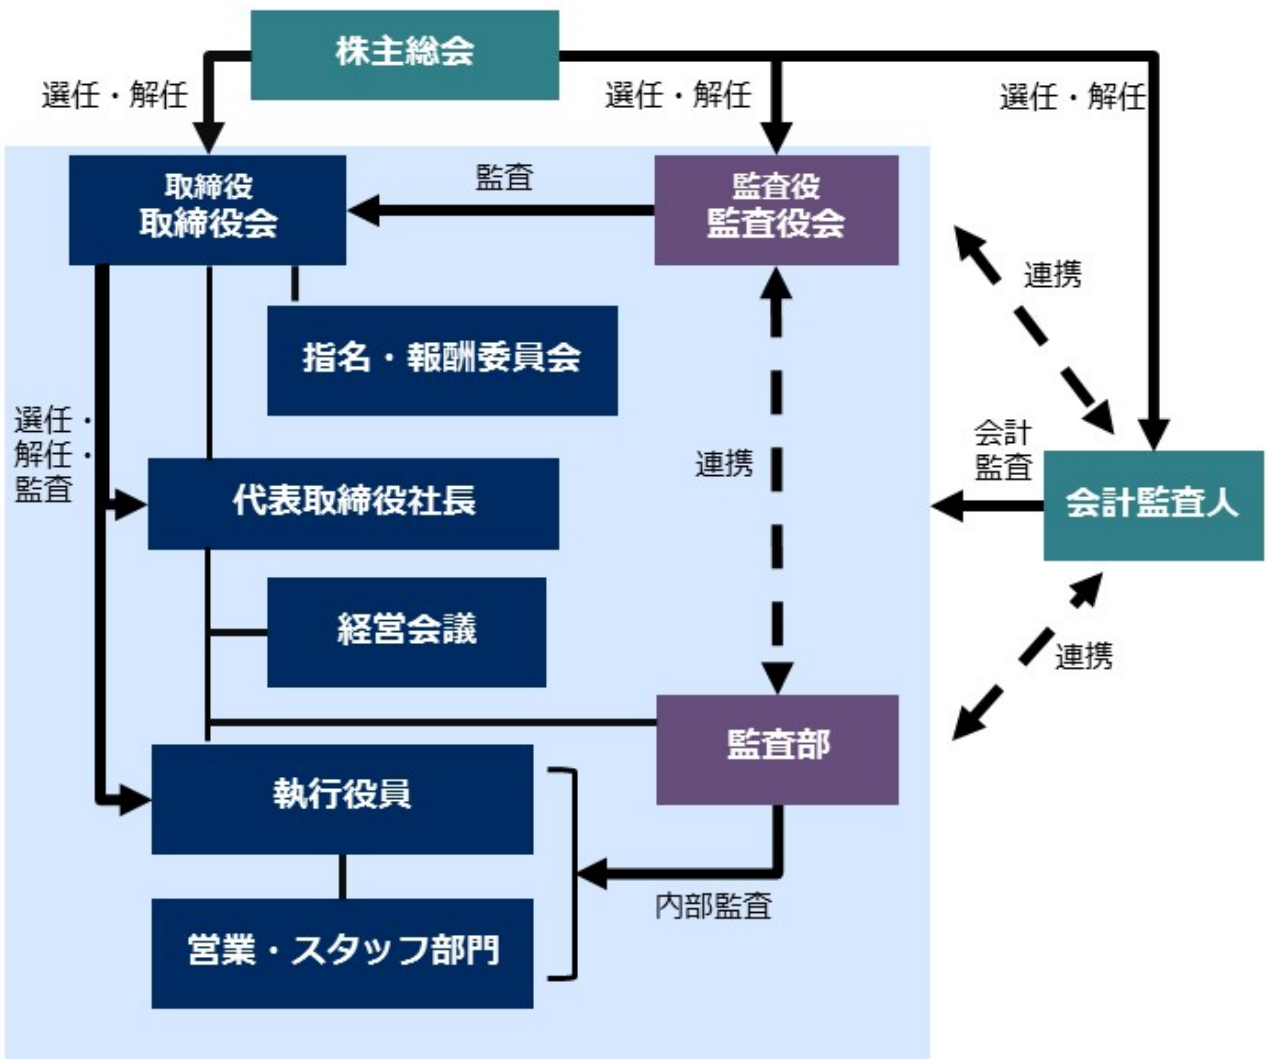 株主総会
選任・解任
選任・解任
選任・解任
取締役
取締役会
監査
監査役
監査役会
連携
指名・報酬委員会
選任・
解任・
監査
会計
監査
連携
代表取締役社長
会計監査人
経営会議
連携
監査部
執行役員
内部監査
営業・スタッフ部門